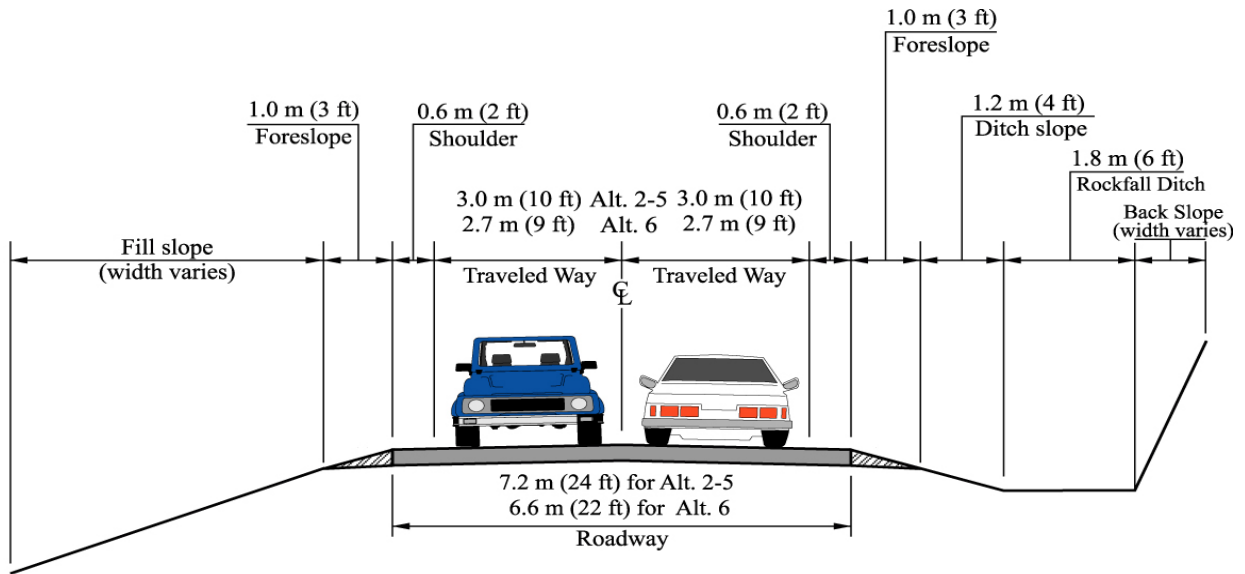 1.0 m (3 ft)
Foreslope
1.0 m (3 ft)
Foreslope
0.6 m (2 ft)
Shoulder
0.6 m (2 ft)
Shoulder
1.2 m (4 ft)
Ditch slope
1.8 m (6 ft)
Rockfall Ditch
3.0 m (10 ft) Alt. 2-5 3.0 m (10 ft)
2.7 m (9 ft) Alt. 6 2.7 m (9 ft)
Back Slope
(width varies)
Fill slope
(width varies)
Traveled Way
Traveled Way
℄
7.2 m (24 ft) for Alt. 2-5
6.6 m (22 ft) for Alt. 6
Roadway